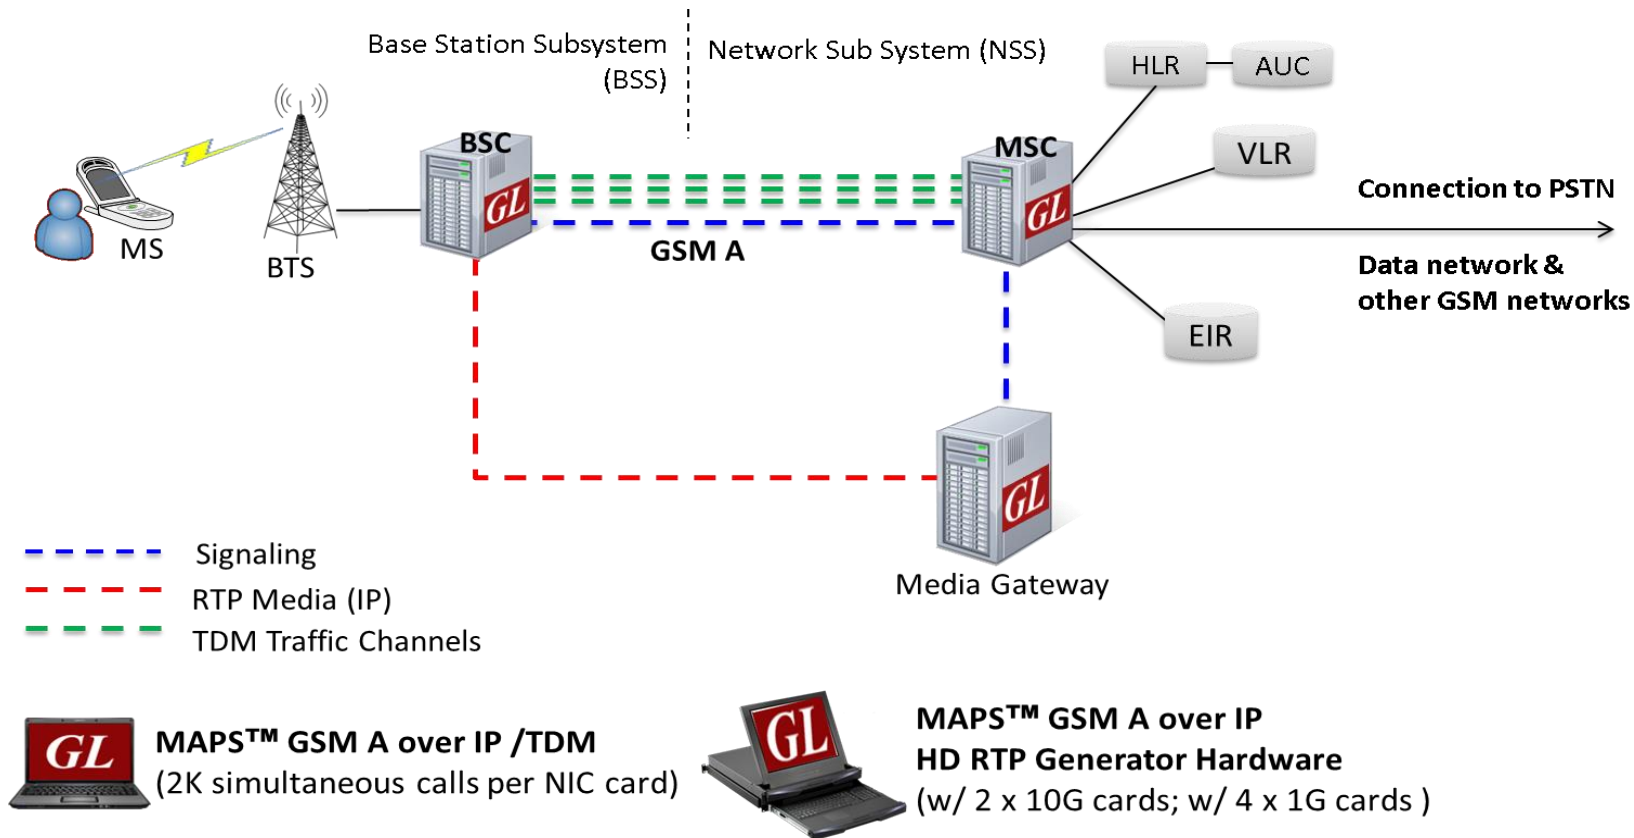 Base Station Subsystem
(BSS)
Network Sub System (NSS)
HLR
AUC
BSC
MSC
VLR
GL
GL
Connection to PSTN
MS
BTS
GSM A
Data network &
other GSM networks
EIR
GL
Media Gateway
Signaling
RTP Media (IP)
TDM Traffic Channels
GL
MAPS™ GSM A over IP /TDM
(2K simultaneous calls per NIC card)
GL
MAPS™ GSM A over IP
HD RTP Generator Hardware
(w/ 2 x 10G cards; w/ 4 x 1G cards )